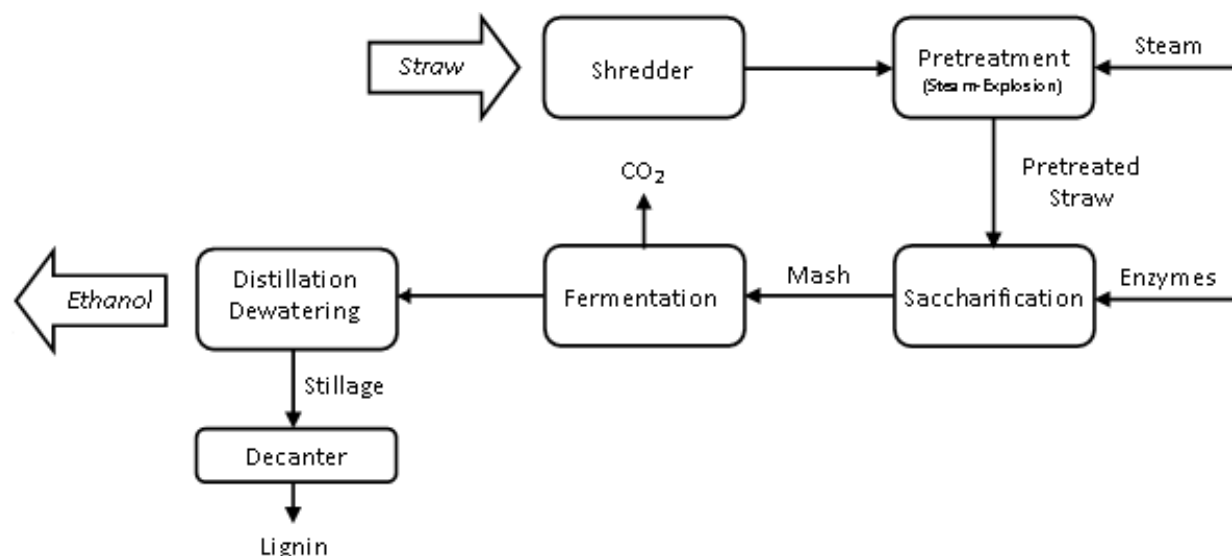 Straw
Shredder
Pretreatment
(Steam-Explosion)
Steam
Pretreated
Straw
CO₂
Ethanol
Distillation
Dewatering
Fermentation
Mash
Saccharification
Enzymes
Stillage
Decanter
Lignin